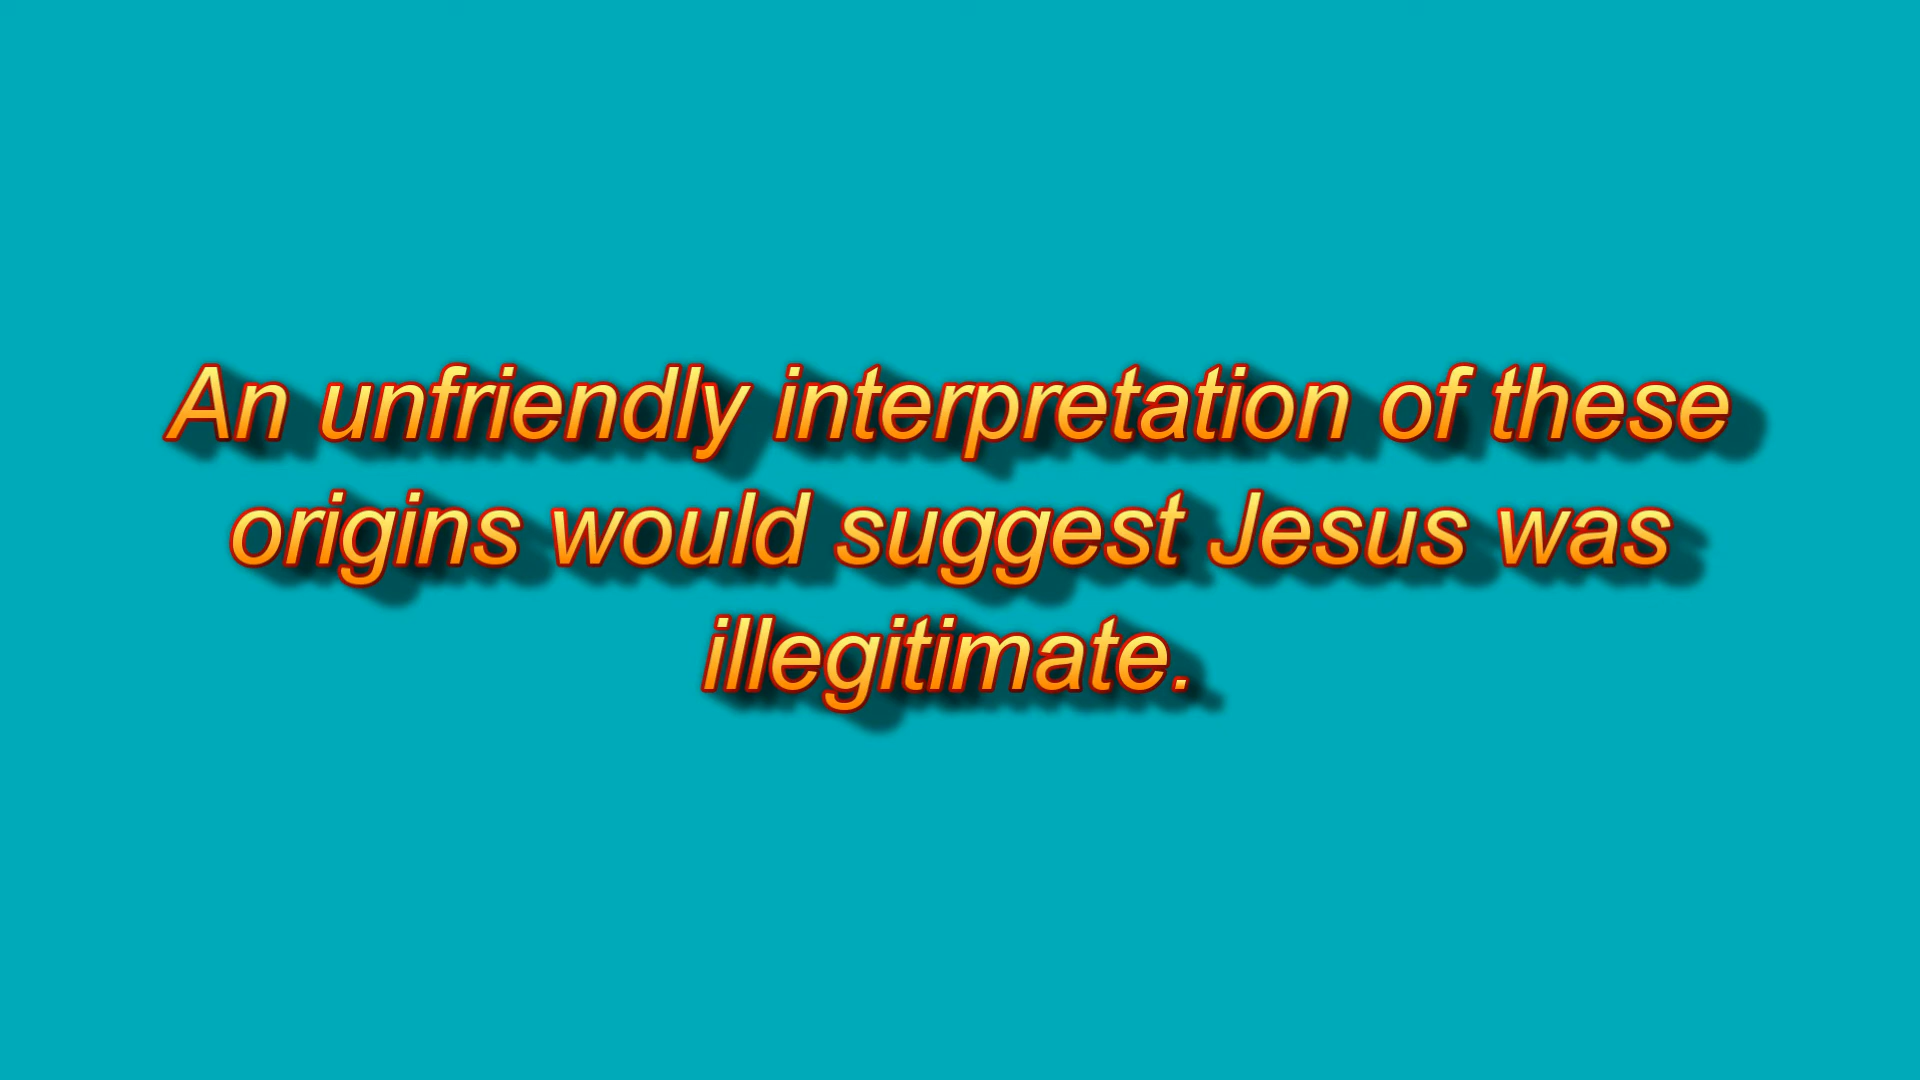 An unfriendly interpretation of these
origins would suggest Jesus was
illegitimate.